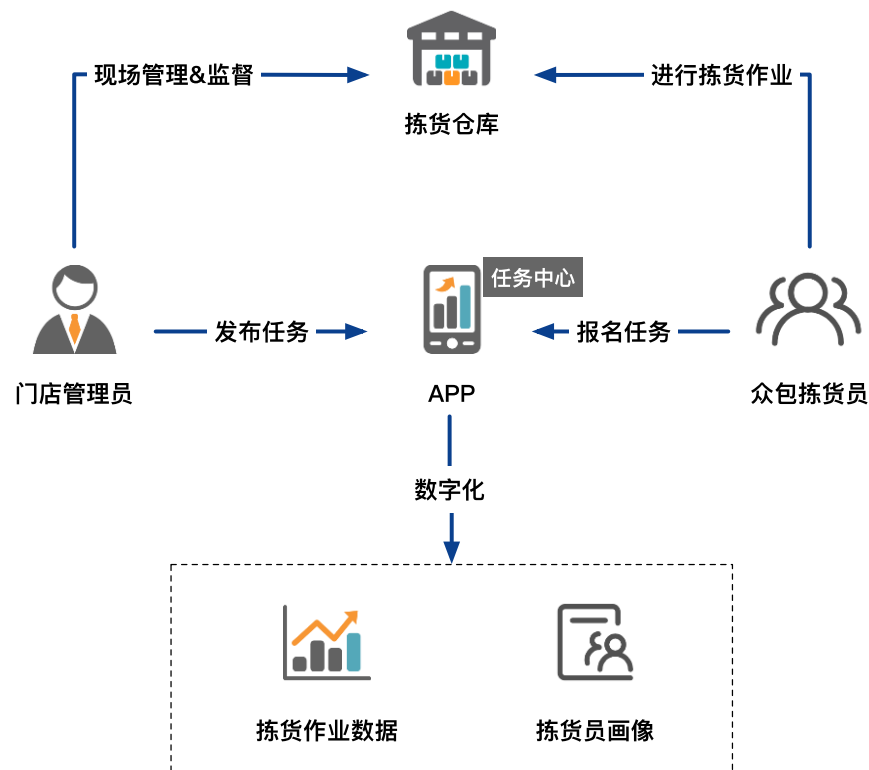 现场管理&监督
进行拣货作业
拣货仓库
任务中心
发布任务
报名任务
门店管理员
APP
众包拣货员
数字化
拣货作业数据
拣货员画像